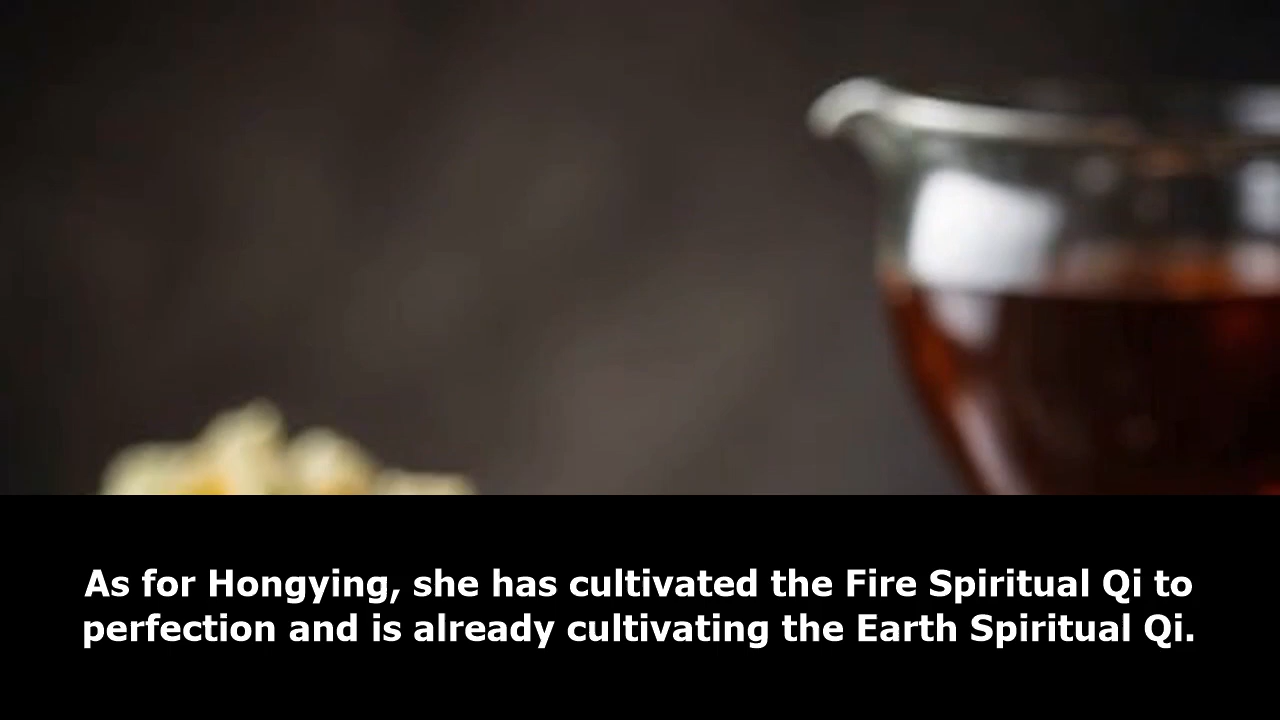 As for Hongying, she has cultivated the Fire Spiritual Qi to
perfection and is already cultivating the Earth Spiritual Qi.